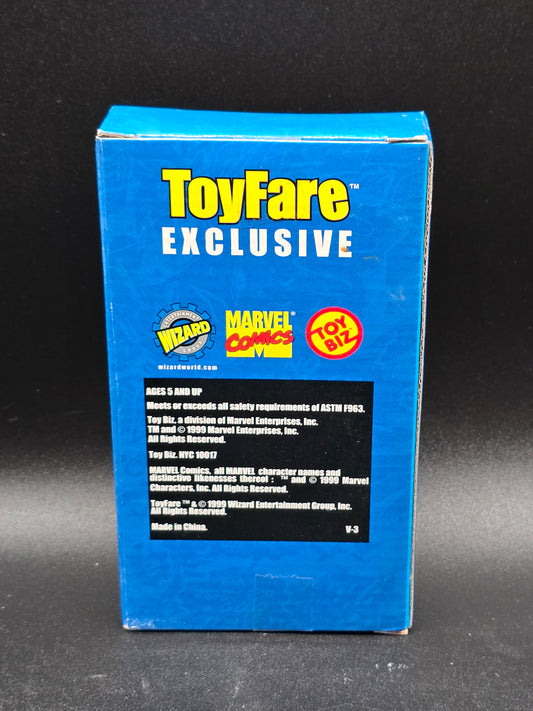 ToyFare™
EXCLUSIVE
ENTERTAINMENT
WIZARD
wizardworld.com
MARVEL®
COMICS
TOY
BIZ
AGES 5 AND UP
Meets or exceeds all safety requirements of ASTM F963.
Toy Biz, a division of Marvel Enterprises, Inc.
TM and © 1999 Marvel Enterprises, Inc.
All Rights Reserved.
Toy Biz. NYC 10017
MARVEL Comics, all MARVEL character names and
distinctive likenesses thereof : ™ and © 1999 Marvel
Characters, Inc. All Rights Reserved.
ToyFare ™ & © 1999 Wizard Entertainment Group, Inc.
All Rights Reserved.
Made in China. V-3